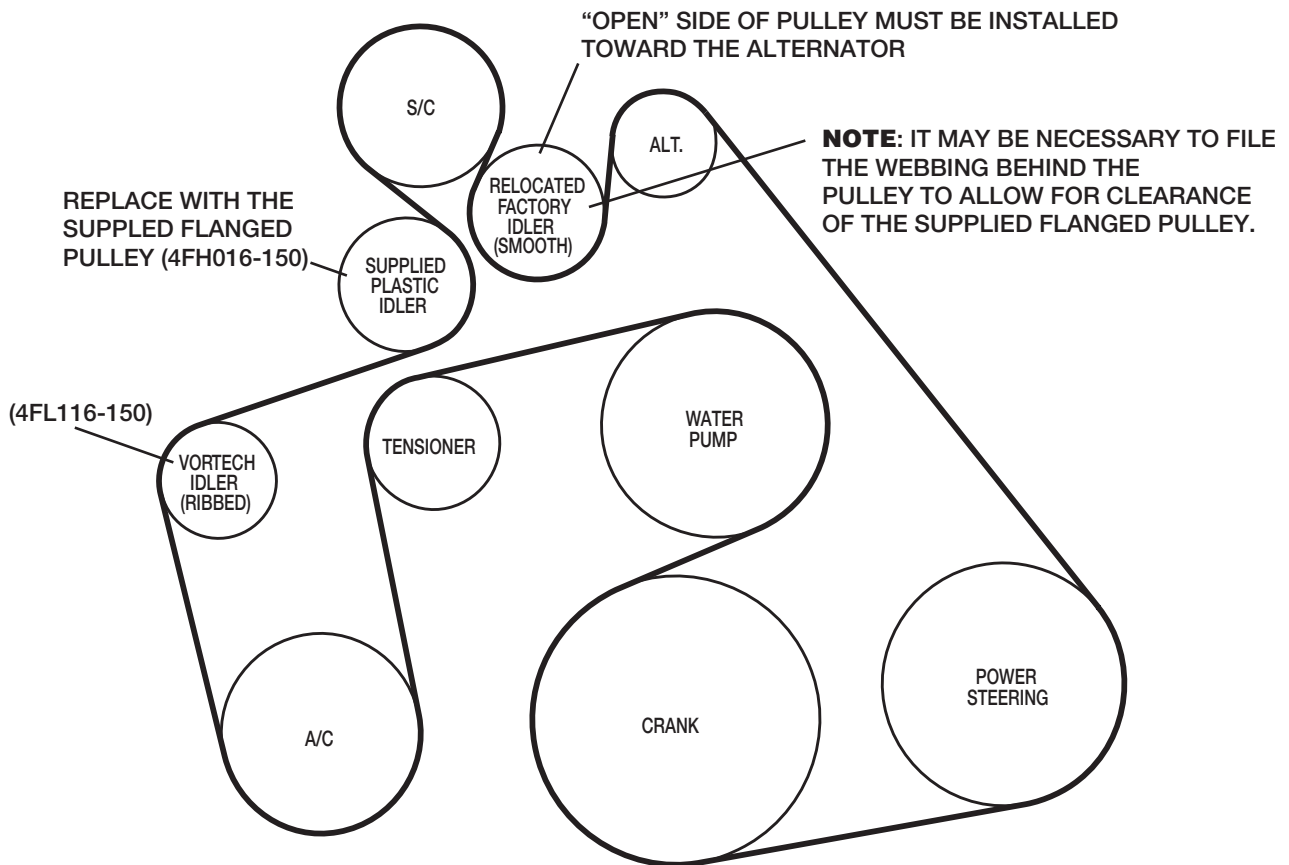 “OPEN” SIDE OF PULLEY MUST BE INSTALLED
TOWARD THE ALTERNATOR
S/C
ALT.
NOTE: IT MAY BE NECESSARY TO FILE
THE WEBBING BEHIND THE
PULLEY TO ALLOW FOR CLEARANCE
OF THE SUPPLIED FLANGED PULLEY.
RELOCATED
FACTORY
IDLER
(SMOOTH)
REPLACE WITH THE
SUPPLED FLANGED
PULLEY (4FH016-150)
SUPPLIED
PLASTIC
IDLER
(4FL116-150)
VORTECH
IDLER
(RIBBED)
TENSIONER
WATER
PUMP
A/C
CRANK
POWER
STEERING